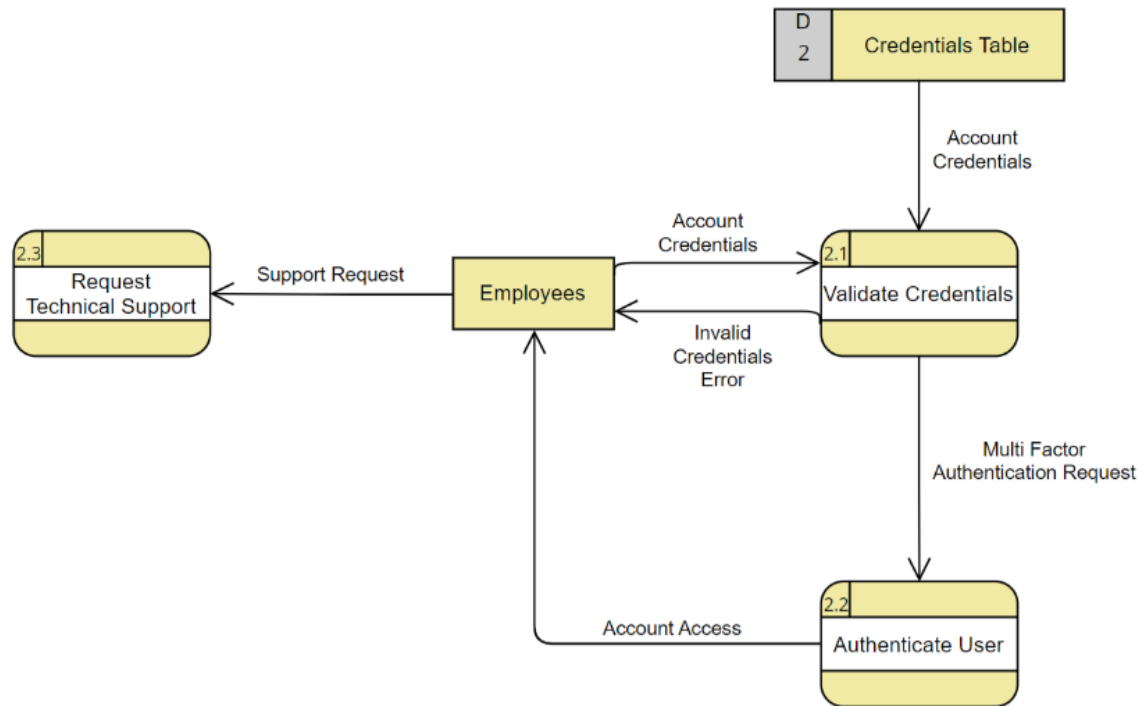 D
2
Credentials Table
Account
Credentials
2.3
Request
Technical Support
Support Request
Employees
Account
Credentials
2.1
Validate Credentials
Invalid
Credentials
Error
Multi Factor
Authentication Request
Account Access
2.2
Authenticate User